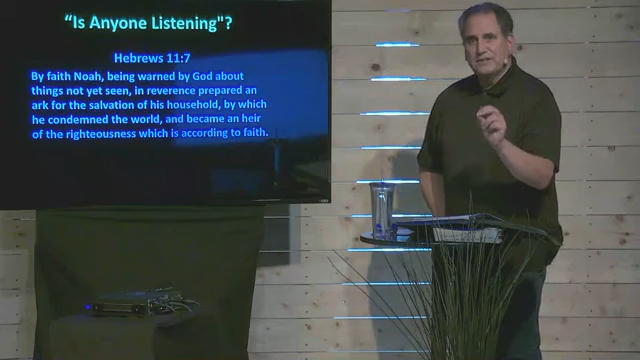 “Is Anyone Listening"?
Hebrews 11:7
By faith Noah, being warned by God about
things not yet seen, in reverence prepared an
ark for the salvation of his household, by which
he condemned the world, and became an heir
of the righteousness which is according to faith.